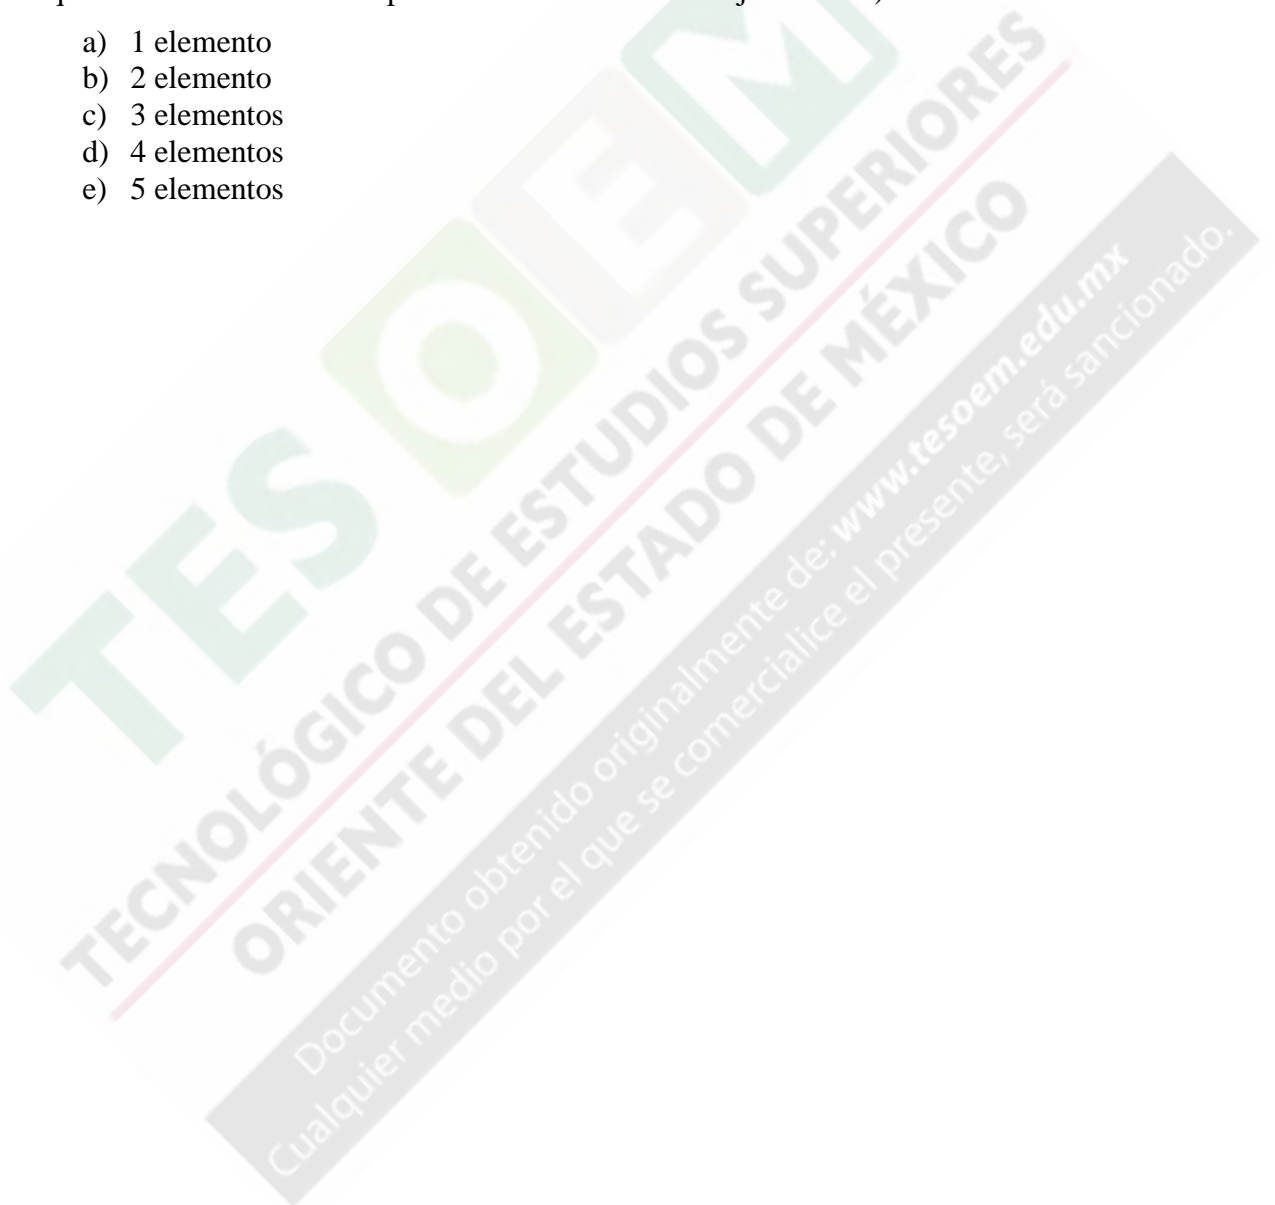 a) 1 elemento
b) 2 elemento
c) 3 elementos
d) 4 elementos
e) 5 elementos
TES OEM
TECNOLÓGICO DE ESTUDIOS SUPERIORES
ORIENTE DEL ESTADO DE MÉXICO
Documento obtenido originalmente de: www.tesoem.edu.mx
Cualquier medio por el que se comercialice el presente, será sancionado.